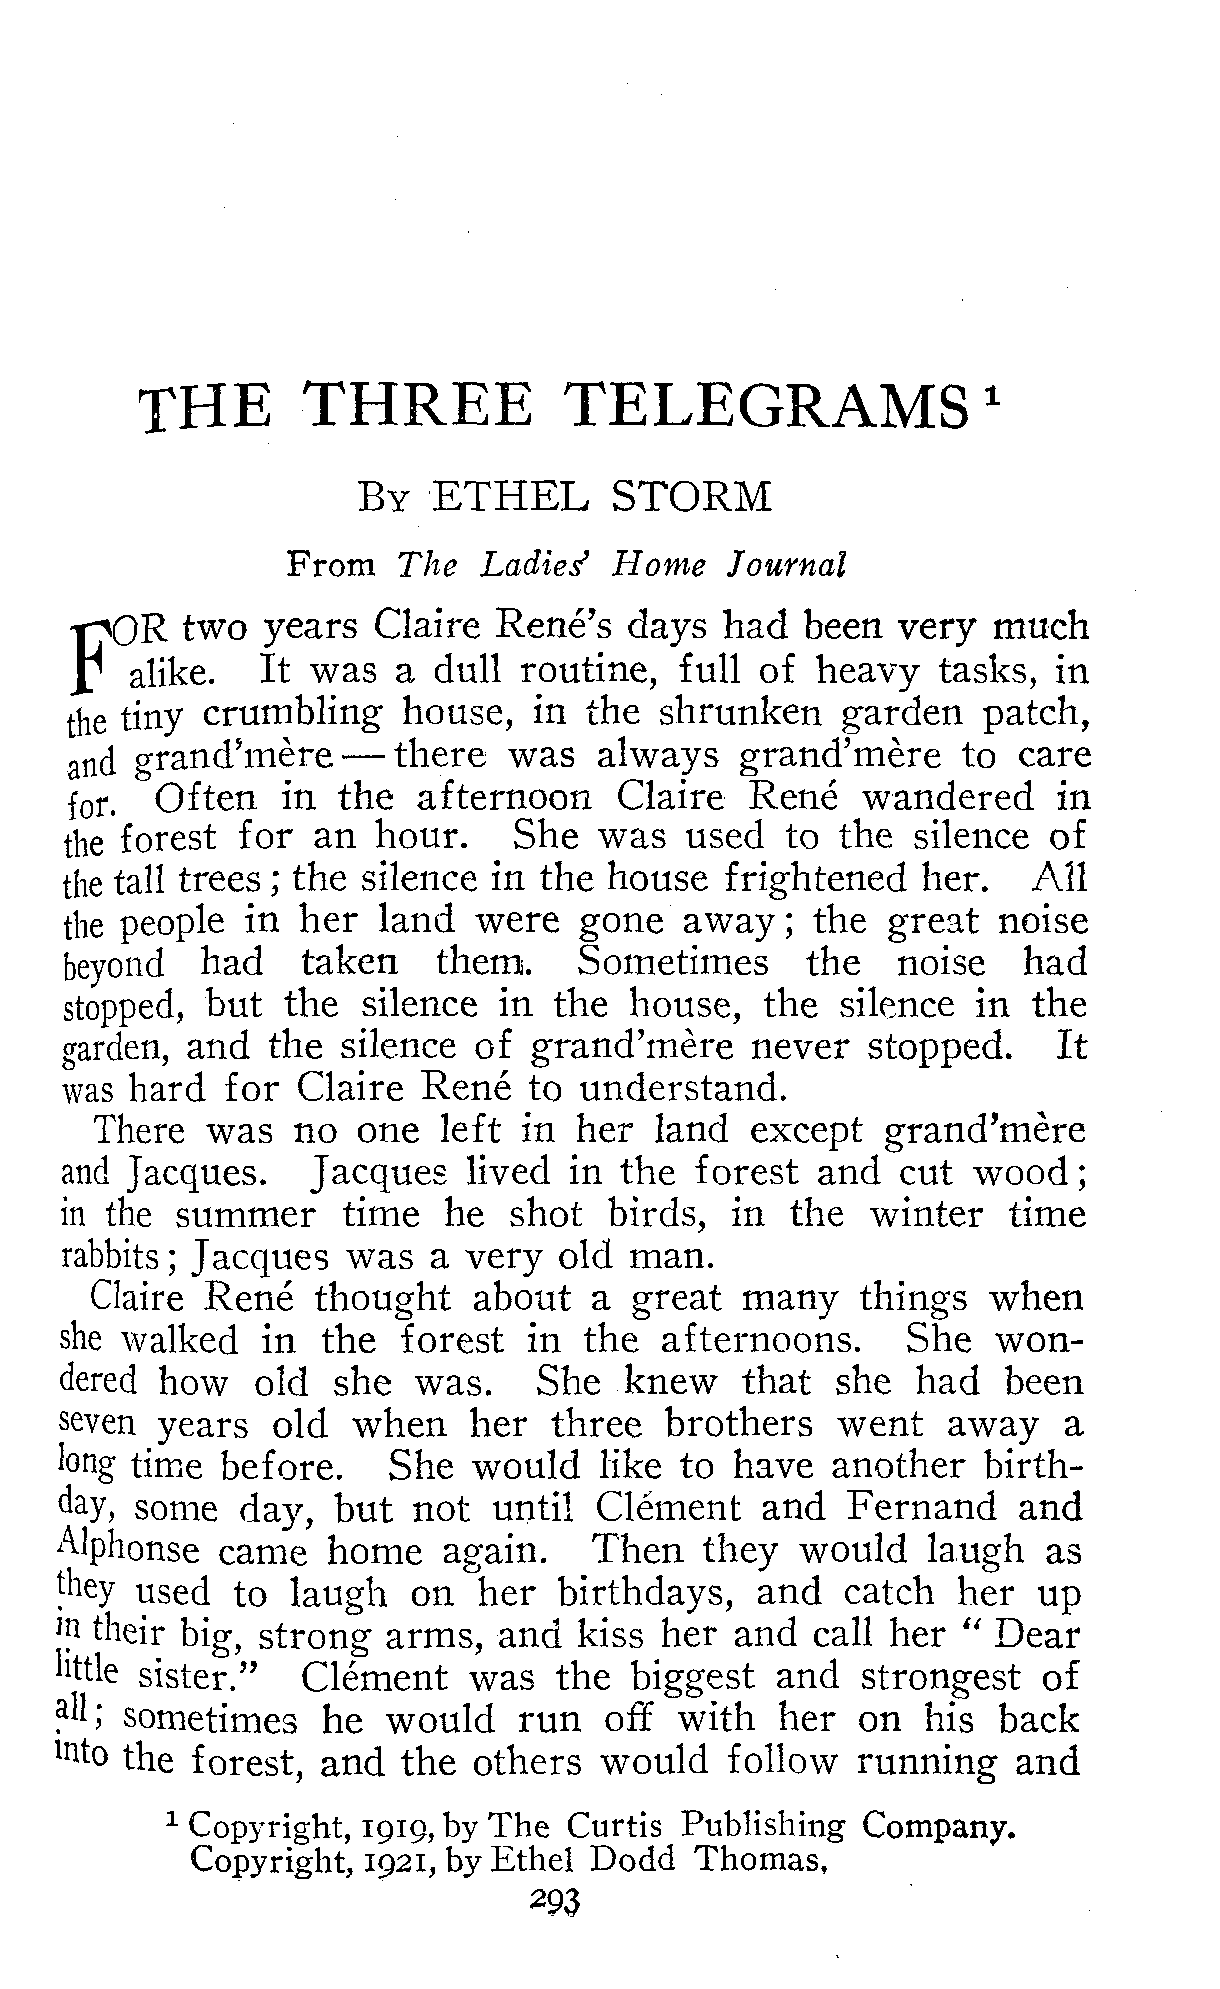 THE THREE TELEGRAMS ¹
By ETHEL STORM
From The Ladies' Home Journal
FOR two years Claire René's days had been very much
alike. It was a dull routine, full of heavy tasks, in
the tiny crumbling house, in the shrunken garden patch,
and grand'mère — there was always grand'mère to care
for. Often in the afternoon Claire René wandered in
the forest for an hour. She was used to the silence of
the tall trees; the silence in the house frightened her. All
the people in her land were gone away; the great noise
beyond had taken them. Sometimes the noise had
stopped, but the silence in the house, the silence in the
garden, and the silence of grand'mère never stopped. It
was hard for Claire René to understand.
There was no one left in her land except grand'mère
and Jacques. Jacques lived in the forest and cut wood;
in the summer time he shot birds, in the winter time
rabbits; Jacques was a very old man.
Claire René thought about a great many things when
she walked in the forest in the afternoons. She won-
dered how old she was. She knew that she had been
seven years old when her three brothers went away a
long time before. She would like to have another birth-
day, some day, but not until Clément and Fernand and
Alphonse came home again. Then they would laugh as
they used to laugh on her birthdays, and catch her up
in their big, strong arms, and kiss her and call her " Dear
little sister." Clément was the biggest and strongest of
all; sometimes he would run off with her on his back
into the forest, and the others would follow running and
¹ Copyright, 1919, by The Curtis Publishing Company.
Copyright, 1921, by Ethel Dodd Thomas.
293